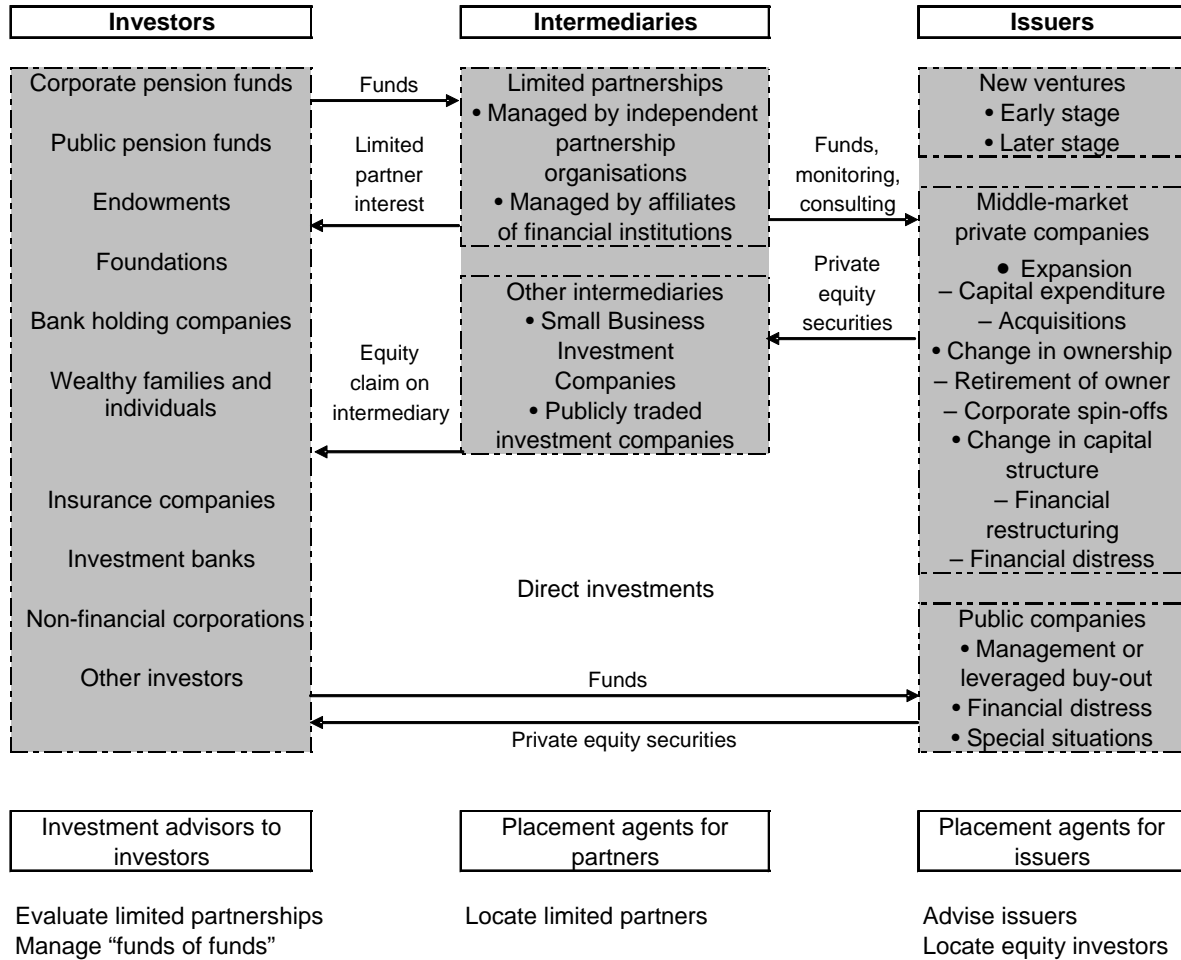 Investors
Intermediaries
Issuers
Corporate pension funds
Public pension funds
Endowments
Foundations
Bank holding companies
Wealthy families and
individuals
Insurance companies
Investment banks
Non-financial corporations
Other investors
Funds
Limited
partner
interest
Equity
claim on
intermediary
Limited partnerships
• Managed by independent
partnership
organisations
• Managed by affiliates
of financial institutions
Other intermediaries
• Small Business
Investment
Companies
• Publicly traded
investment companies
Funds,
monitoring,
consulting
Private
equity
securities
New ventures
• Early stage
• Later stage
Middle-market
private companies
• Expansion
– Capital expenditure
– Acquisitions
• Change in ownership
– Retirement of owner
– Corporate spin-offs
• Change in capital
structure
– Financial
restructuring
– Financial distress
Public companies
• Management or
leveraged buy-out
• Financial distress
• Special situations
Direct investments
Funds
Private equity securities
Investment advisors to
investors
Evaluate limited partnerships
Manage “funds of funds”
Placement agents for
partners
Locate limited partners
Placement agents for
issuers
Advise issuers
Locate equity investors